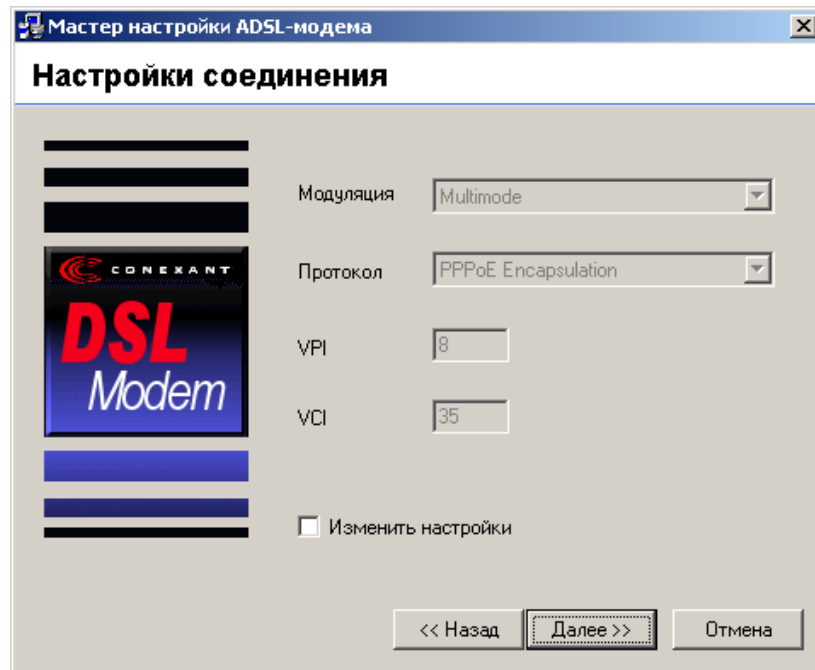 Мастер настройки ADSL-модема
Настройки соединения
CONEXANT
DSL
Modem
Модуляция
Multimode
Протокол
PPPoE Encapsulation
VPI
8
VCI
35
Изменить настройки
<< Назад
Далее >>
Отмена